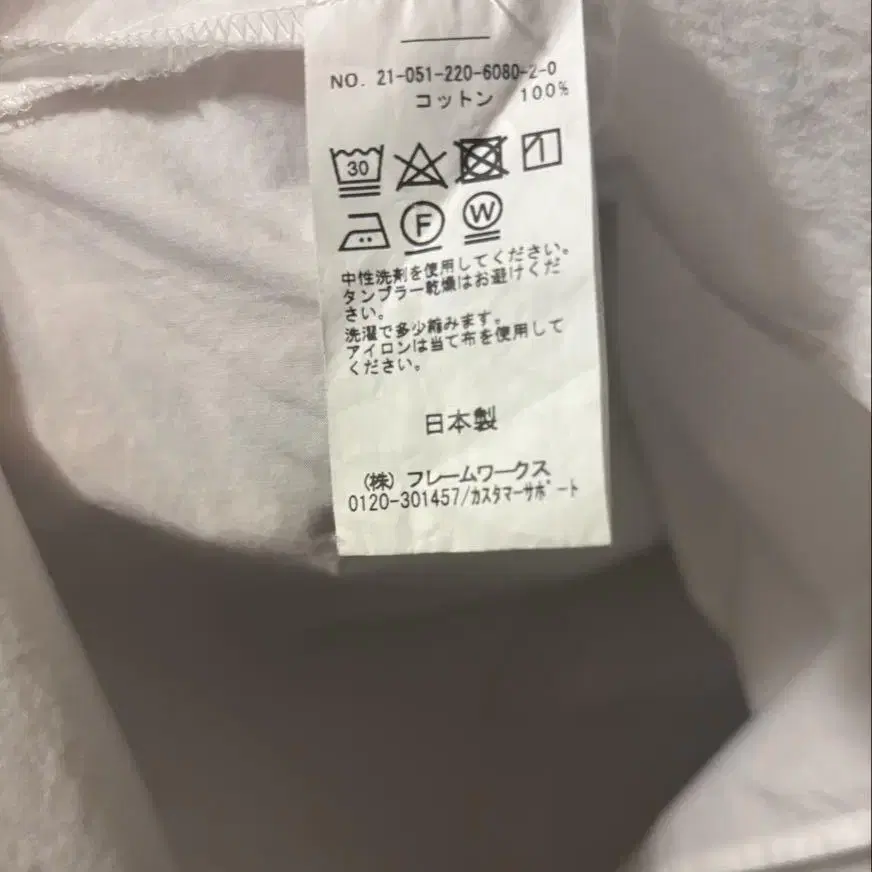 NO. 21-051-220-6080-2-0
コットン 100%
30
F W
中性洗剤を使用してください。
タンブラー乾燥はお避けくだ
さい。
洗濯で多少縮みます。
アイロンは当て布を使用して
ください。
日本製
(株) フレームワークス
0120-301457/カスタマーサポート